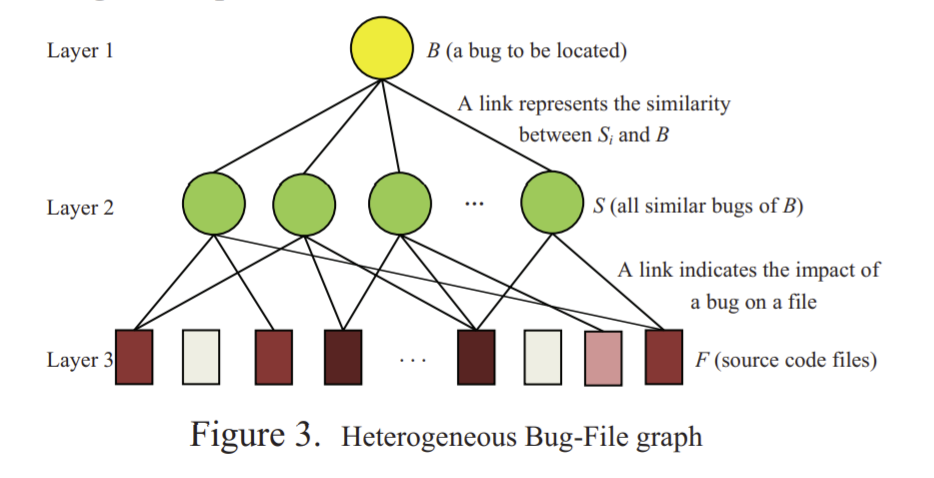 Layer 1
B (a bug to be located)
A link represents the similarity
between Si and B
...
Layer 2
S (all similar bugs of B)
A link indicates the impact of
a bug on a file
Layer 3
...
F (source code files)
Figure 3. Heterogeneous Bug-File graph